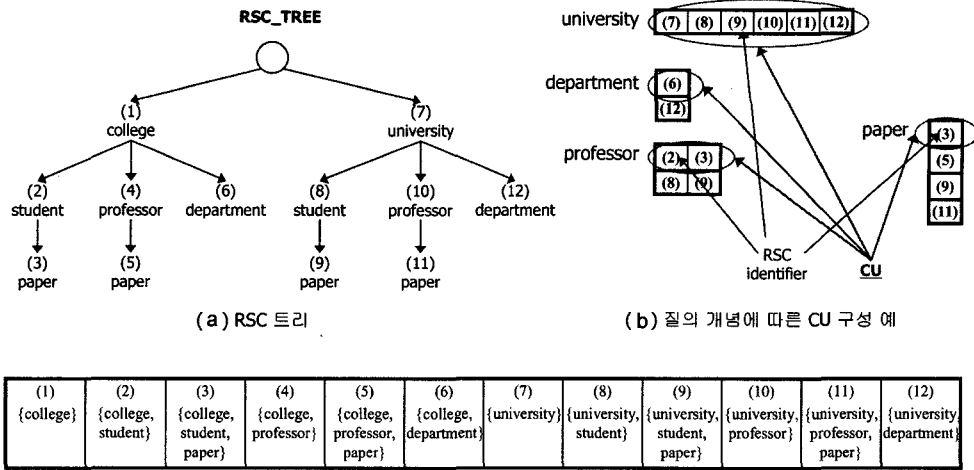 RSC_TREE
(1)
college
(7)
university
(2)
student
(4)
professor
(6)
department
(8)
student
(10)
professor
(12)
department
(3)
paper
(5)
paper
(9)
paper
(11)
paper
(a) RSC 트리
university
(7) (8) (9) (10) (11) (12)
department
(6)
(12)
professor
(2) (3)
(8) (9)
paper
(3)
(5)
(9)
(11)
RSC
identifier
CU
(b) 질의 개념에 따른 CU 구성 예
(1) (2) (3) (4) (5) (6) (7) (8) (9) (10) (11) (12)
{college} {college, {college, {college, {college, {college, {university} {university, {university, {university, {university, {university,
student} student, professor} professor, department} student} student, professor} professor, department}
paper} paper} paper} paper}